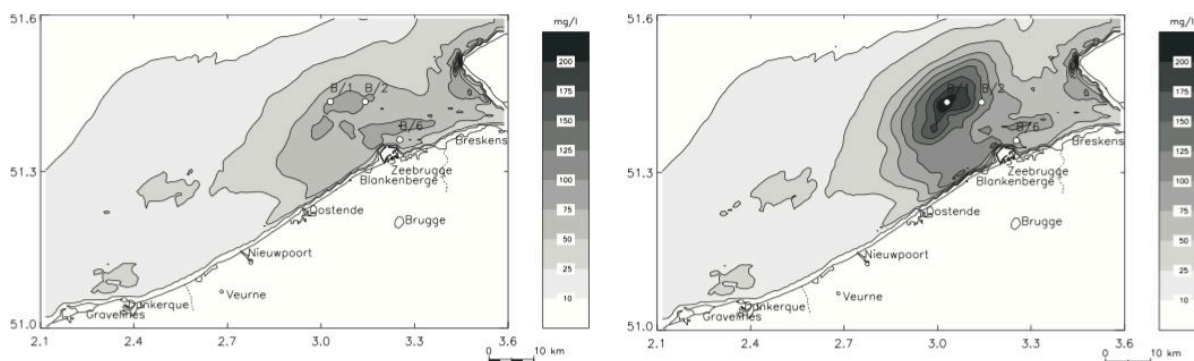 51.6
51.3
51.0
2.1 2.4 2.7 3.0 3.3 3.6
B/1 B/2
B/6
Breskens
Zeebrugge
Blankenberge
Oostende
Brugge
Nieuwpoort
Veurne
Dunkerque
Gravelines
mg/l
200
175
150
125
100
75
50
25
10
0 10 km
51.6
51.3
51.0
2.1 2.4 2.7 3.0 3.3 3.6
B/1 B/2
B/6
Breskens
Zeebrugge
Blankenberge
Oostende
Brugge
Nieuwpoort
Veurne
Dunkerque
Gravelines
mg/l
200
175
150
125
100
75
50
25
10
0 10 km